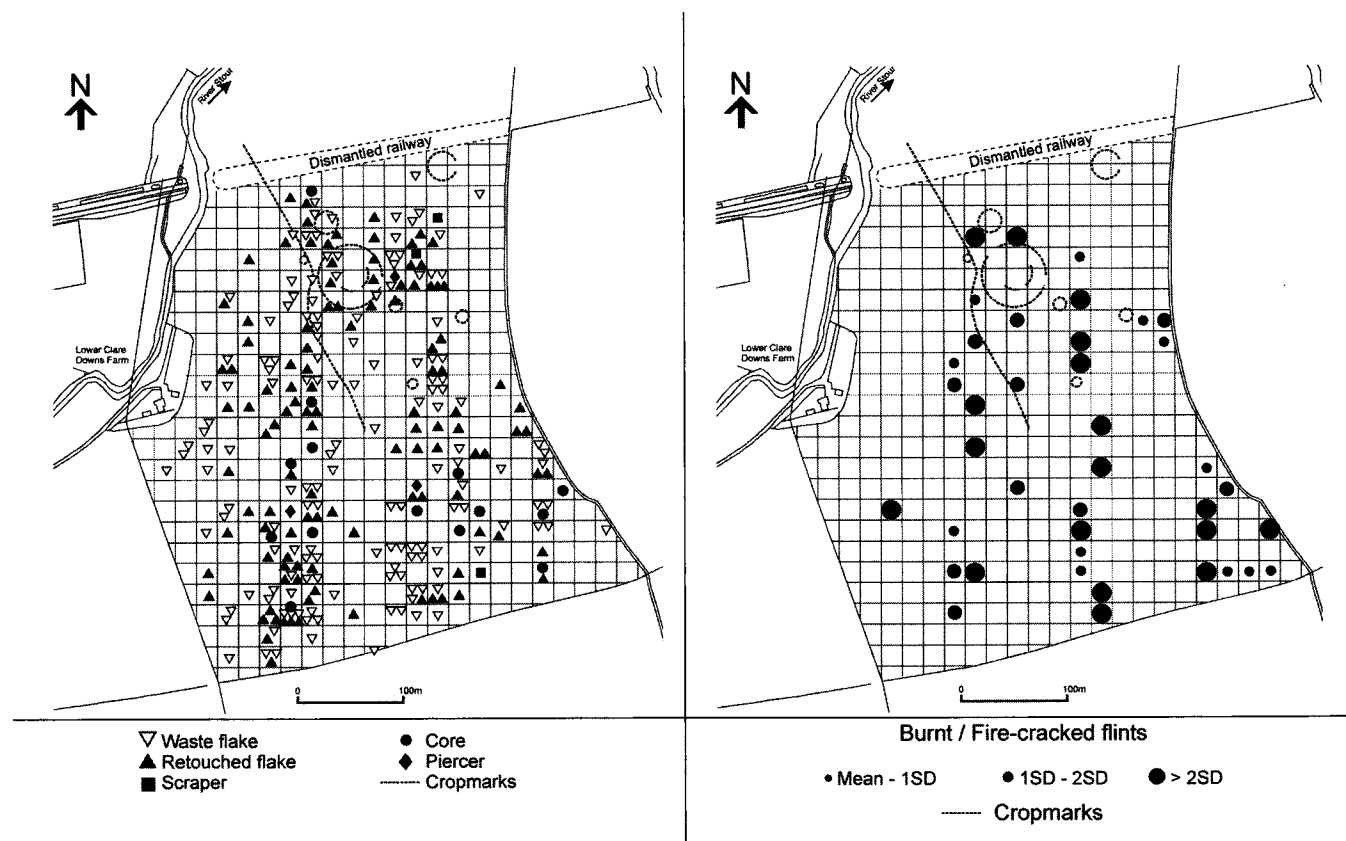 N
River Stour
Dismantled railway
Lower Clare
Downs Farm
0
100m
Waste flake
Retouched flake
Scraper
Core
Piercer
Cropmarks
N
River Stour
Dismantled railway
Lower Clare
Downs Farm
0
100m
Burnt / Fire-cracked flints
Mean - 1SD
1SD - 2SD
> 2SD
Cropmarks